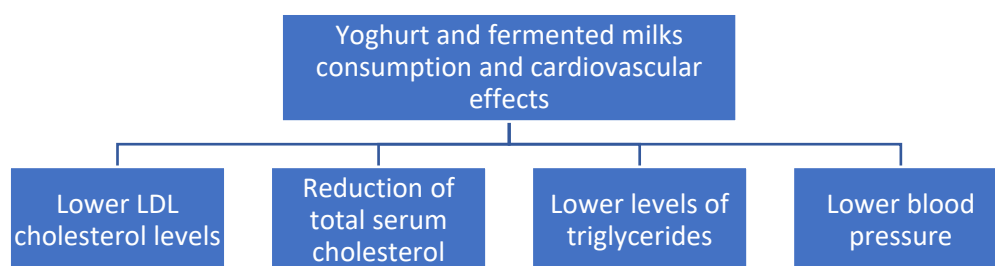 Yoghurt and fermented milks
consumption and cardiovascular
effects
Lower LDL
cholesterol levels
Reduction of
total serum
cholesterol
Lower levels of
triglycerides
Lower blood
pressure